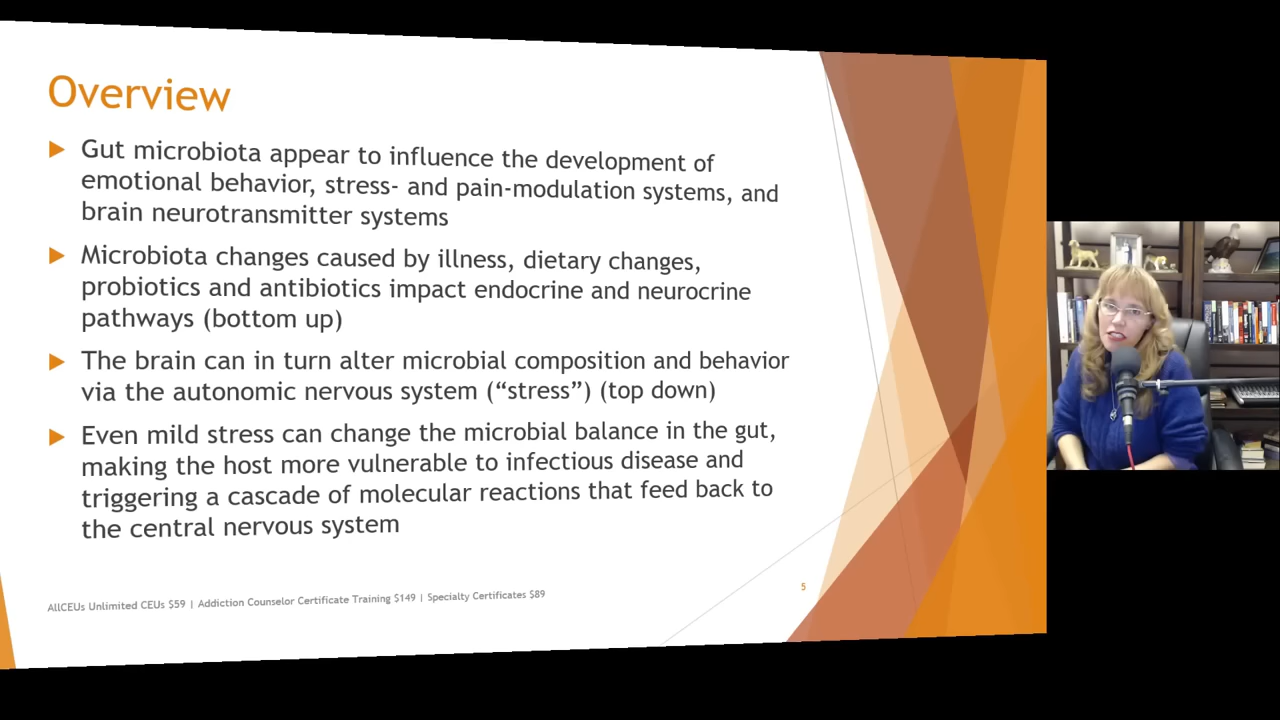 Overview
Gut microbiota appear to influence the development of
emotional behavior, stress- and pain-modulation systems, and
brain neurotransmitter systems
Microbiota changes caused by illness, dietary changes,
probiotics and antibiotics impact endocrine and neurocrine
pathways (bottom up)
The brain can in turn alter microbial composition and behavior
via the autonomic nervous system (“stress”) (top down)
Even mild stress can change the microbial balance in the gut,
making the host more vulnerable to infectious disease and
triggering a cascade of molecular reactions that feed back to
the central nervous system
5
AllCEUs Unlimited CEUs $59 | Addiction Counselor Certificate Training $149 | Specialty Certificates $89